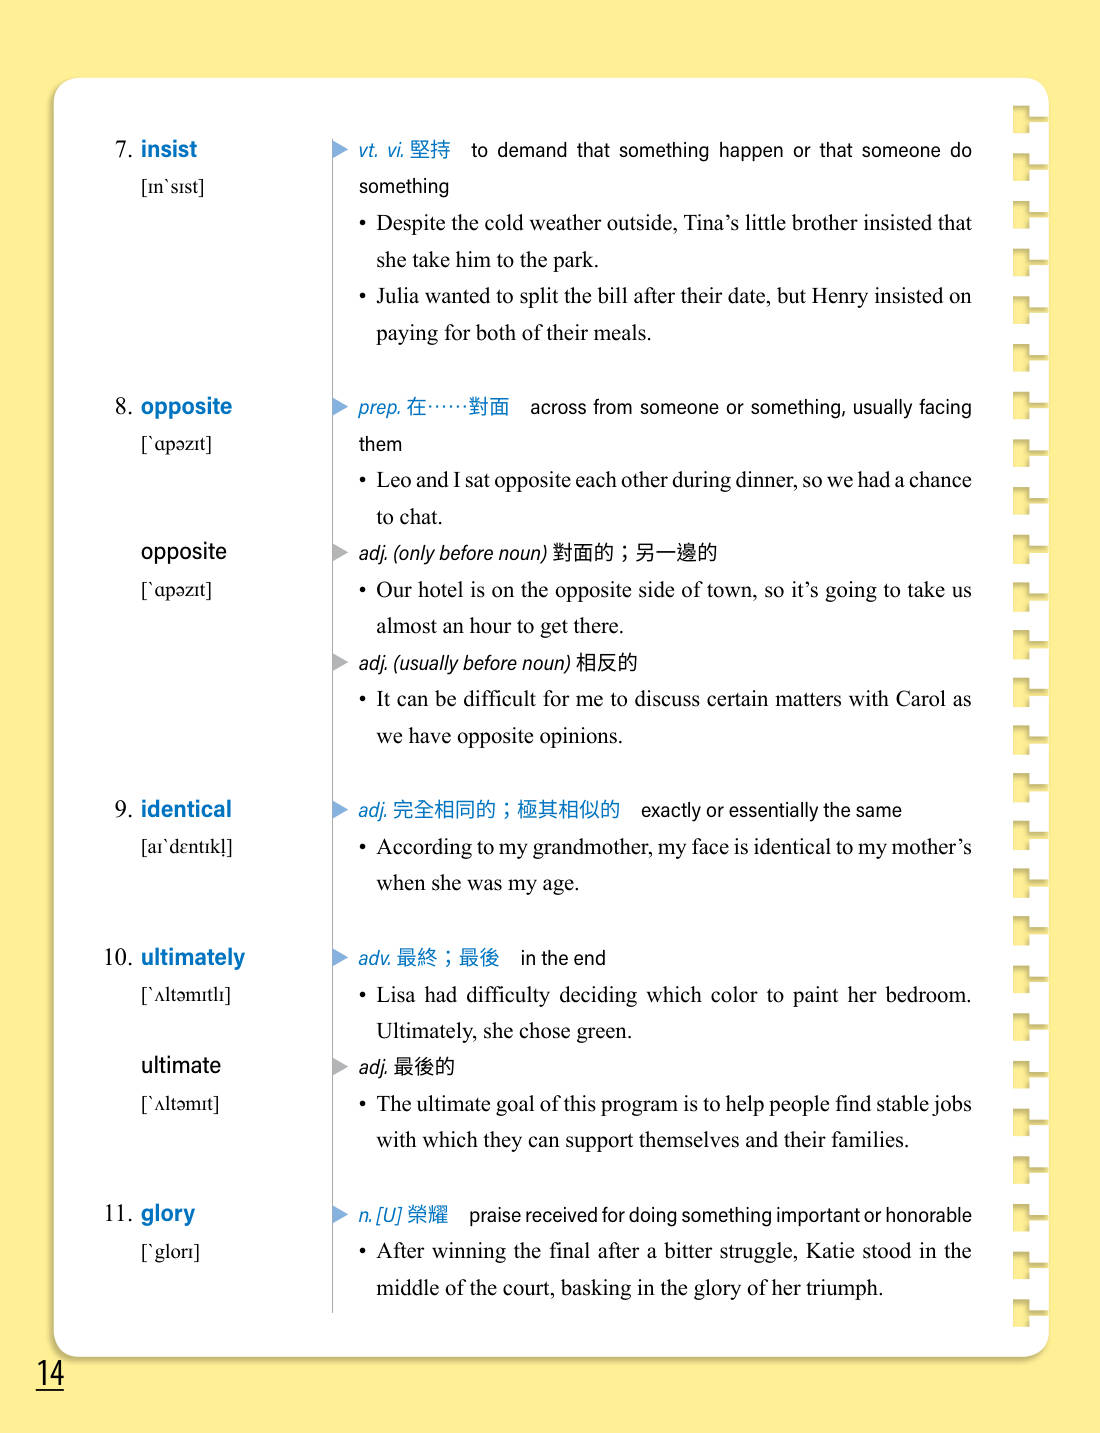 7. insist
vt. vi. 堅持 to demand that something happen or that someone do
[ɪn`sɪst]
something
• Despite the cold weather outside, Tina’s little brother insisted that
she take him to the park.
• Julia wanted to split the bill after their date, but Henry insisted on
paying for both of their meals.
8. opposite
prep. 在……對面 across from someone or something, usually facing
[`ɑpəzɪt]
them
• Leo and I sat opposite each other during dinner, so we had a chance
to chat.
opposite
adj. (only before noun) 對面的；另一邊的
[`ɑpəzɪt]
• Our hotel is on the opposite side of town, so it’s going to take us
almost an hour to get there.
adj. (usually before noun) 相反的
• It can be difficult for me to discuss certain matters with Carol as
we have opposite opinions.
9. identical
adj. 完全相同的；極其相似的 exactly or essentially the same
[aɪ`dɛntɪkḷ]
• According to my grandmother, my face is identical to my mother’s
when she was my age.
10. ultimately
adv. 最終；最後 in the end
[`ʌltəmɪtlɪ]
• Lisa had difficulty deciding which color to paint her bedroom.
Ultimately, she chose green.
ultimate
adj. 最後的
[`ʌltəmɪt]
• The ultimate goal of this program is to help people find stable jobs
with which they can support themselves and their families.
11. glory
n. [U] 榮耀 praise received for doing something important or honorable
[`glorɪ]
• After winning the final after a bitter struggle, Katie stood in the
middle of the court, basking in the glory of her triumph.
14